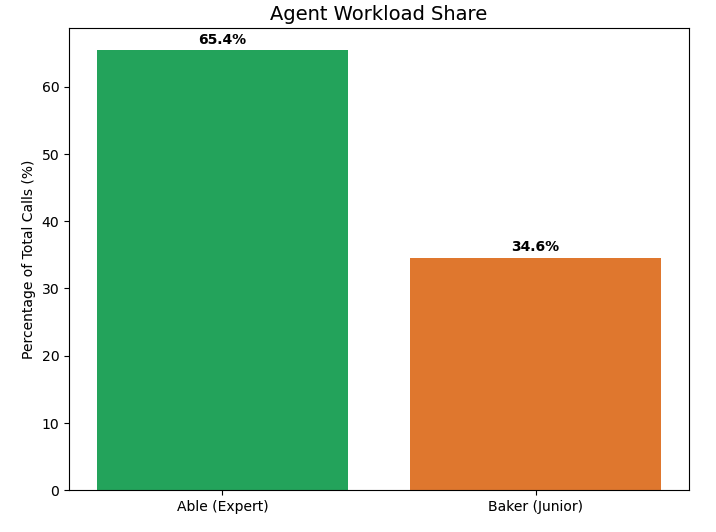 Agent Workload Share
65.4%
34.6%
Percentage of Total Calls (%)
60
50
40
30
20
10
0
Able (Expert)
Baker (Junior)